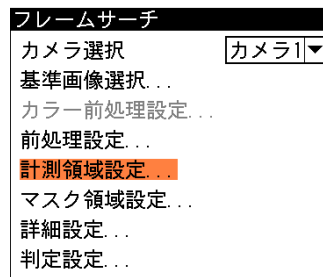 フレームサーチ
カメラ選択 カメラ1▼
基準画像選択...
カラー前処理設定...
前処理設定...
計測領域設定...
マスク領域設定...
詳細設定...
判定設定...